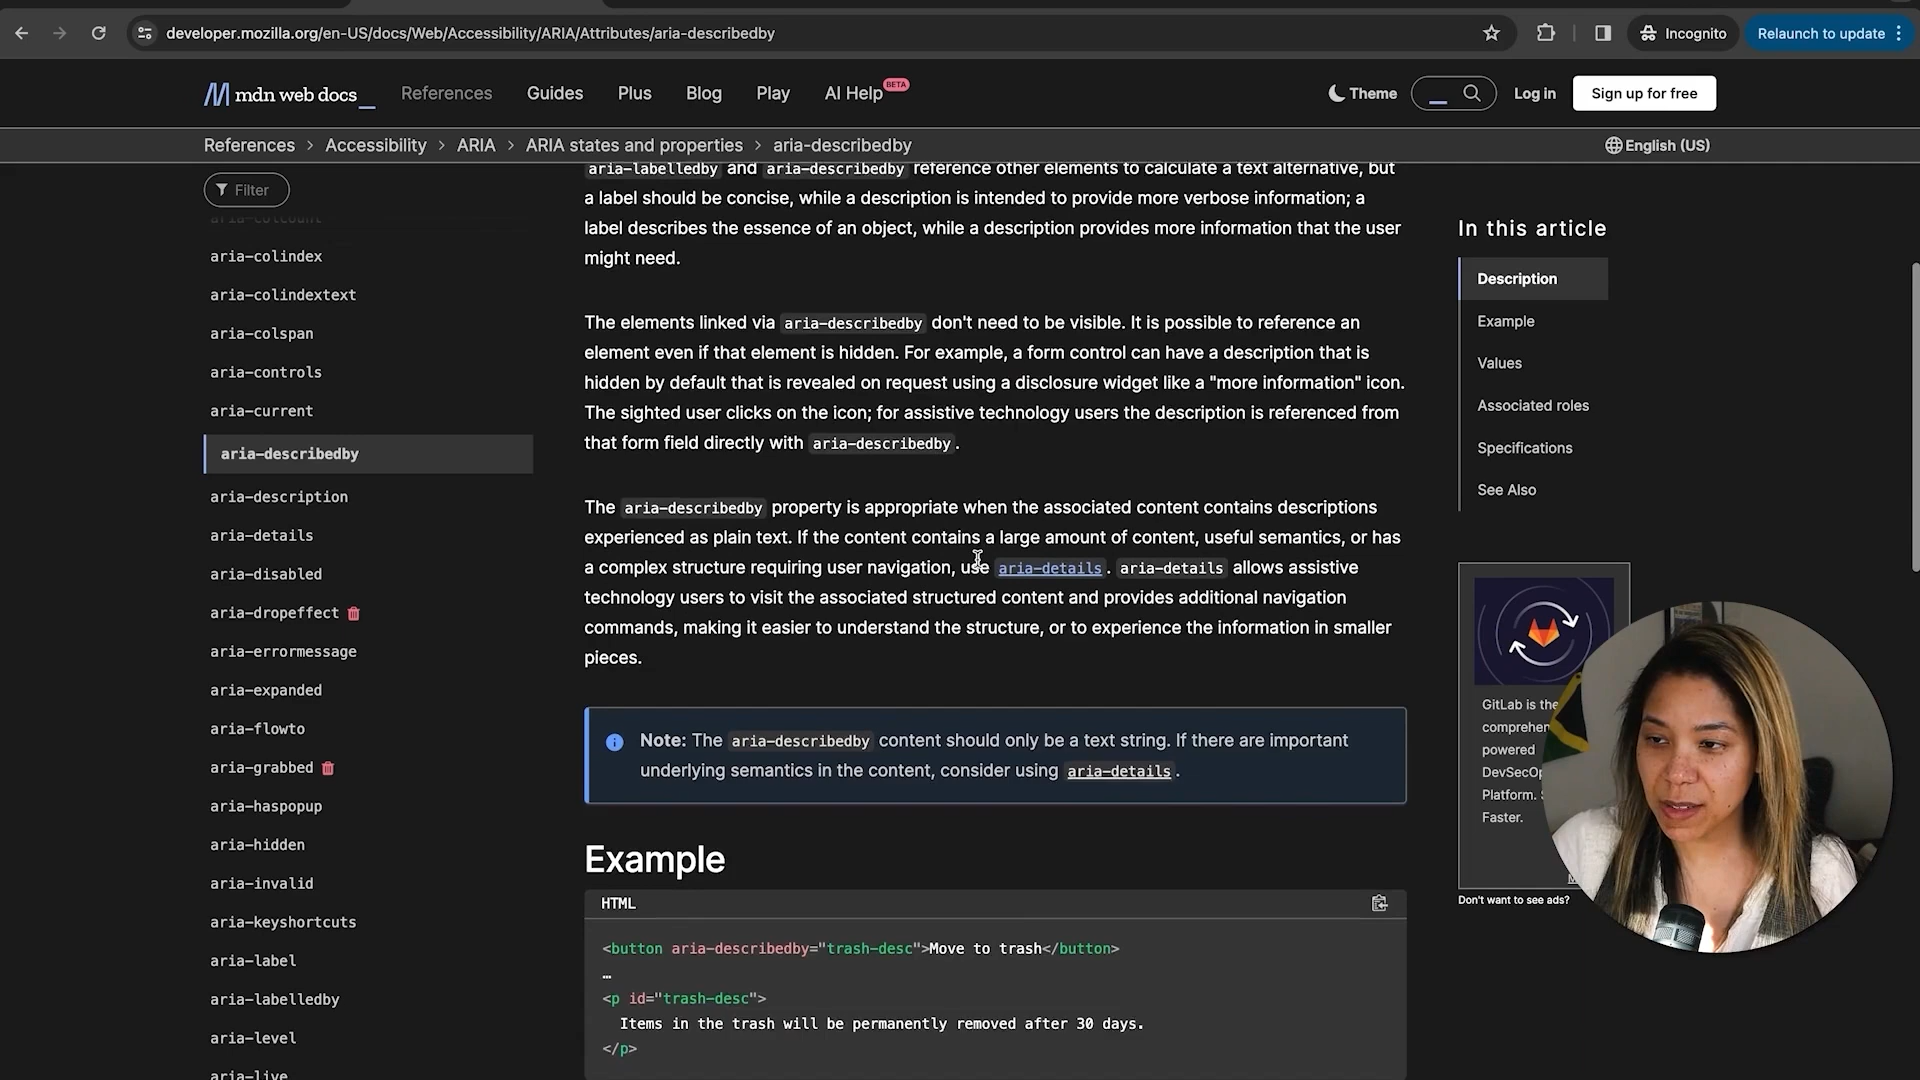 developer.mozilla.org/en-US/docs/Web/Accessibility/ARIA/Attributes/aria-describedby
Incognito
Relaunch to update
mdn web docs_
References
Guides
Plus
Blog
Play
AI Help
BETA
Theme
Log in
Sign up for free
References > Accessibility > ARIA > ARIA states and properties > aria-describedby
English (US)
Filter
aria-colcount
aria-colindex
aria-colindextext
aria-colspan
aria-controls
aria-current
aria-describedby
aria-description
aria-details
aria-disabled
aria-dropeffect
aria-errormessage
aria-expanded
aria-flowto
aria-grabbed
aria-haspopup
aria-hidden
aria-invalid
aria-keyshortcuts
aria-label
aria-labelledby
aria-level
aria-live
aria-labelledby and aria-describedby reference other elements to calculate a text alternative, but
a label should be concise, while a description is intended to provide more verbose information; a
label describes the essence of an object, while a description provides more information that the user
might need.
The elements linked via aria-describedby don't need to be visible. It is possible to reference an
element even if that element is hidden. For example, a form control can have a description that is
hidden by default that is revealed on request using a disclosure widget like a "more information" icon.
The sighted user clicks on the icon; for assistive technology users the description is referenced from
that form field directly with aria-describedby.
The aria-describedby property is appropriate when the associated content contains descriptions
experienced as plain text. If the content contains a large amount of content, useful semantics, or has
a complex structure requiring user navigation, use aria-details. aria-details allows assistive
technology users to visit the associated structured content and provides additional navigation
commands, making it easier to understand the structure, or to experience the information in smaller
pieces.
Note: The aria-describedby content should only be a text string. If there are important
underlying semantics in the content, consider using aria-details.
Example
HTML
<button aria-describedby="trash-desc">Move to trash</button>
…
<p id="trash-desc">
Items in the trash will be permanently removed after 30 days.
</p>
In this article
Description
Example
Values
Associated roles
Specifications
See Also
GitLab is the
comprehen
powered
DevSecO
Platform.
Faster.
Don't want to see ads?